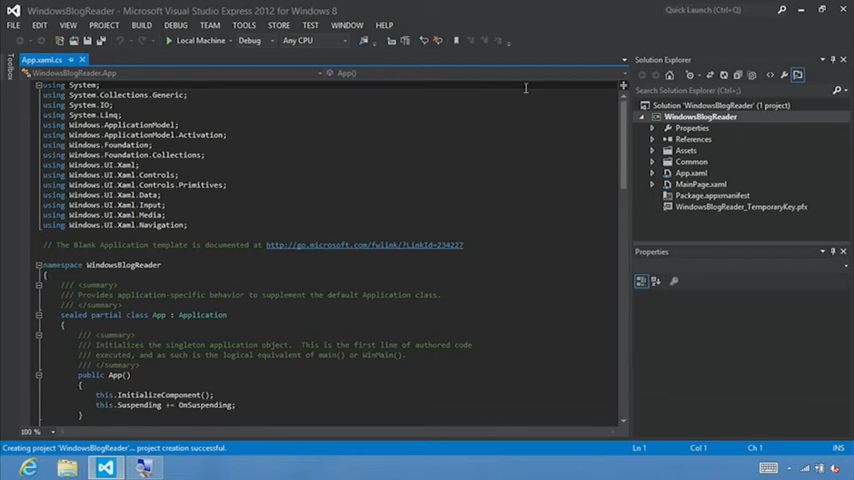 WindowsBlogReader - Microsoft Visual Studio Express 2012 for Windows 8
Quick Launch (Ctrl+Q)
FILE EDIT VIEW PROJECT BUILD DEBUG TEAM TOOLS STORE TEST WINDOW HELP
Local Machine Debug Any CPU
Toolbox
App.xaml.cs
WindowsBlogReader.App
App()
using System;
using System.Collections.Generic;
using System.IO;
using System.Linq;
using Windows.ApplicationModel;
using Windows.ApplicationModel.Activation;
using Windows.Foundation;
using Windows.Foundation.Collections;
using Windows.UI.Xaml;
using Windows.UI.Xaml.Controls;
using Windows.UI.Xaml.Controls.Primitives;
using Windows.UI.Xaml.Data;
using Windows.UI.Xaml.Input;
using Windows.UI.Xaml.Media;
using Windows.UI.Xaml.Navigation;
// The Blank Application template is documented at http://go.microsoft.com/fwlink/?LinkId=234227
namespace WindowsBlogReader
{
/// <summary>
/// Provides application-specific behavior to supplement the default Application class.
/// </summary>
sealed partial class App : Application
{
/// <summary>
/// Initializes the singleton application object.  This is the first line of authored code
/// executed, and as such is the logical equivalent of main() or WinMain().
/// </summary>
public App()
{
this.InitializeComponent();
this.Suspending += OnSuspending;
}
100 %
Solution Explorer
Search Solution Explorer (Ctrl+;)
Solution 'WindowsBlogReader' (1 project)
WindowsBlogReader
Properties
References
Assets
Common
App.xaml
MainPage.xaml
Package.appxmanifest
WindowsBlogReader_TemporaryKey.pfx
Properties
Creating project 'WindowsBlogReader'... project creation successful.
Ln 1 Col 1 Ch 1 INS